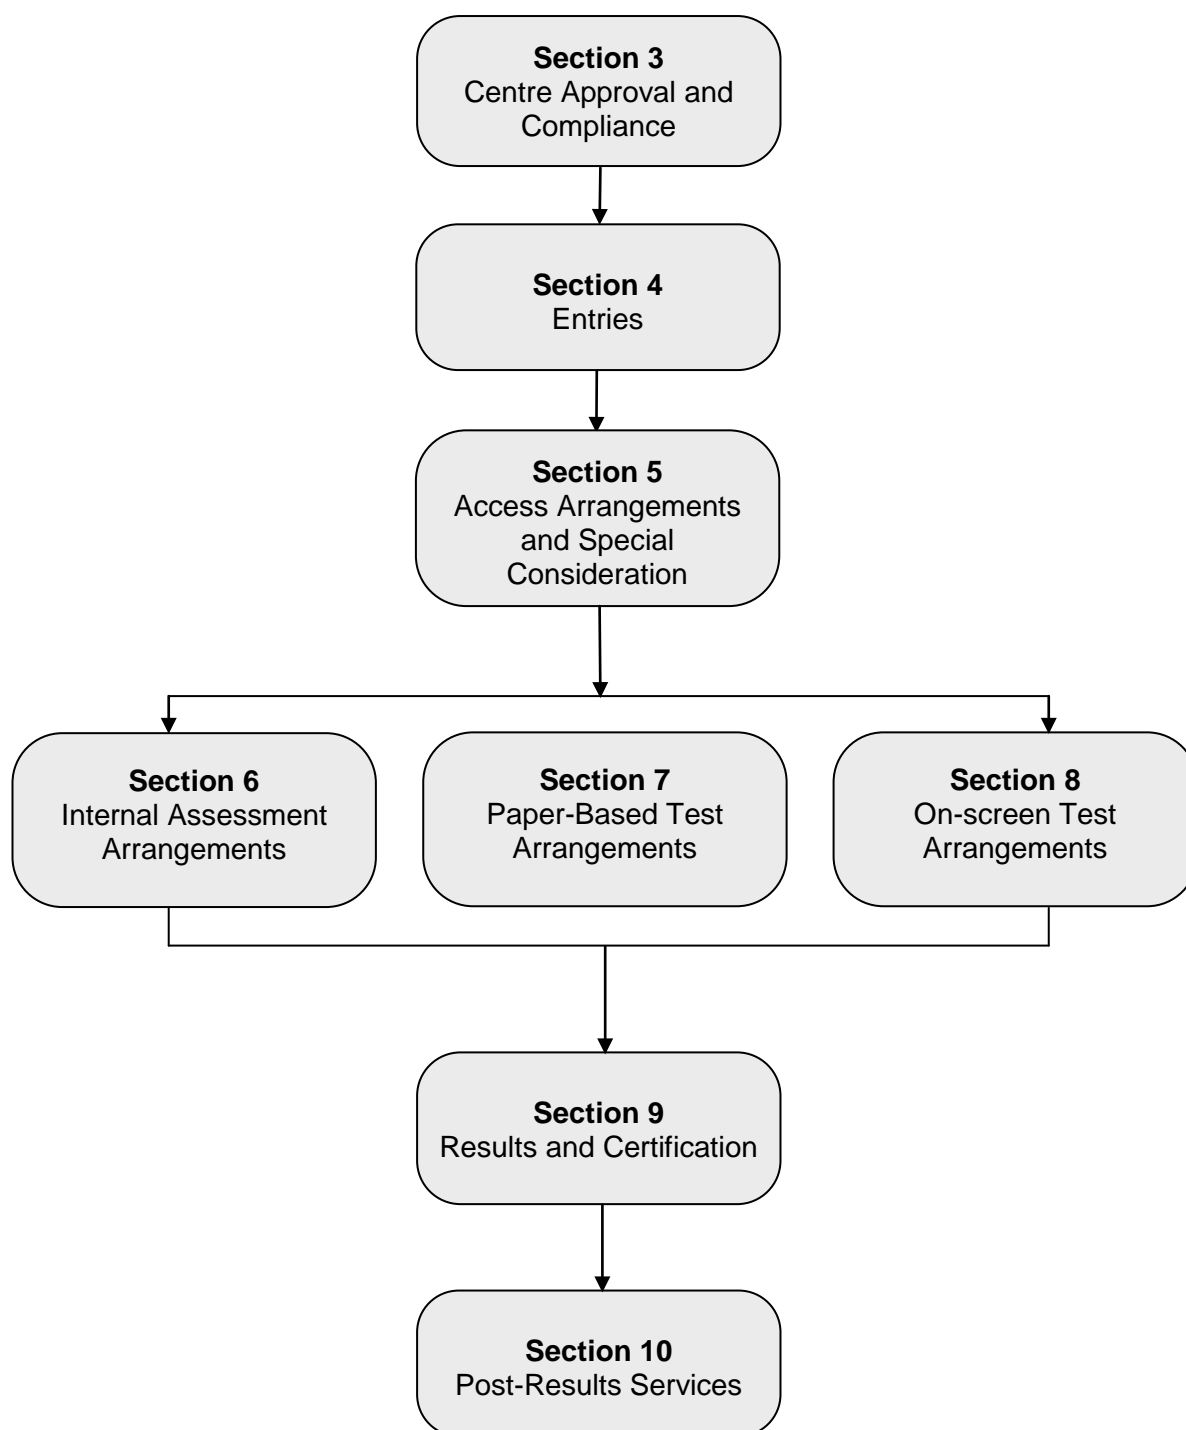 Section 3
Centre Approval and
Compliance
Section 4
Entries
Section 5
Access Arrangements
and Special
Consideration
Section 6
Internal Assessment
Arrangements
Section 7
Paper-Based Test
Arrangements
Section 8
On-screen Test
Arrangements
Section 9
Results and Certification
Section 10
Post-Results Services